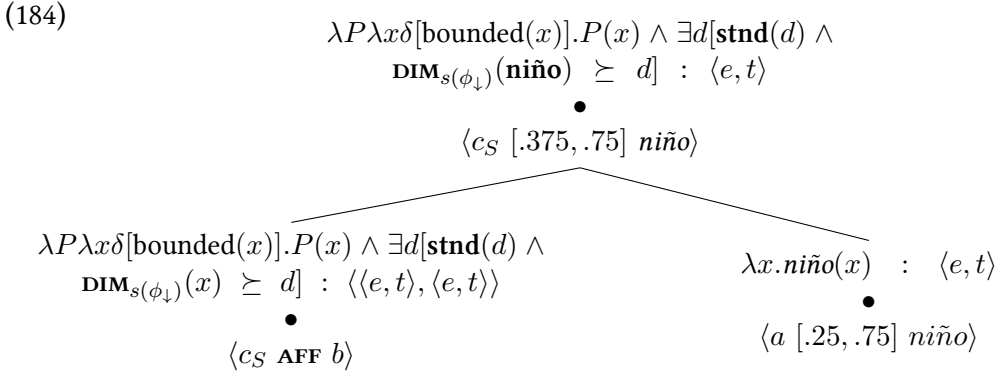 (184)
λPλxδ[bounded(x)].P(x) ∧ ∃d[stnd(d) ∧
DIM_{s(ϕ↓)}(niño) ⪰ d] : ⟨e, t⟩
•
⟨c_S [.375, .75] niño⟩
λPλxδ[bounded(x)].P(x) ∧ ∃d[stnd(d) ∧
DIM_{s(ϕ↓)}(x) ⪰ d] : ⟨⟨e, t⟩, ⟨e, t⟩⟩
•
⟨c_S AFF b⟩
λx.niño(x) : ⟨e, t⟩
•
⟨a [.25, .75] niño⟩